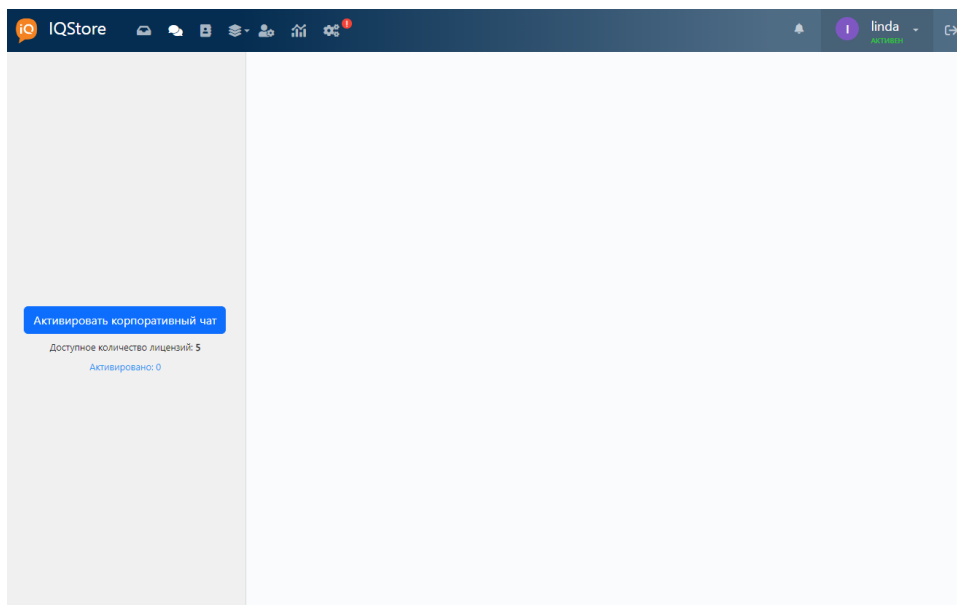 iQ IQStore
!
l
linda
АКТИВЕН
Активировать корпоративный чат
Доступное количество лицензий: 5
Активировано: 0